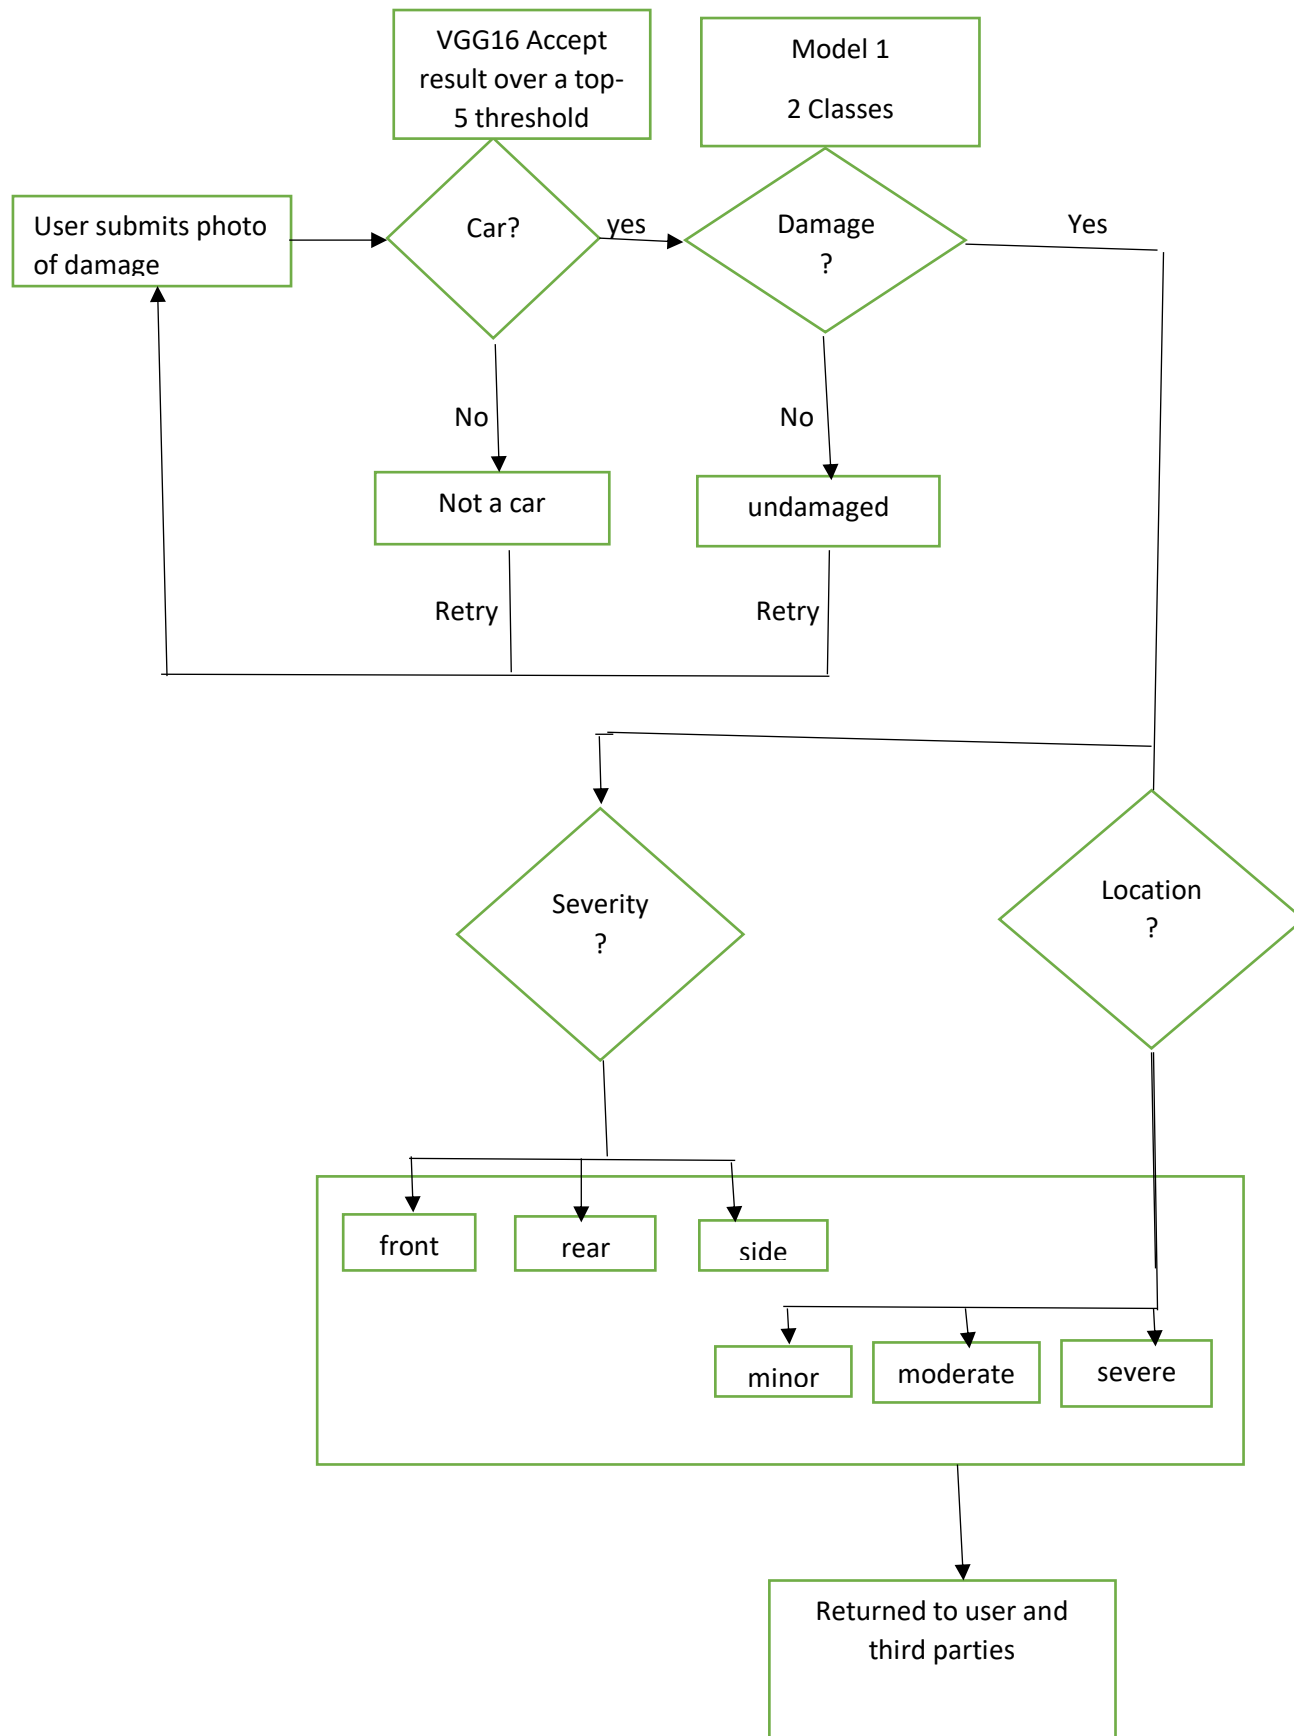 VGG16 Accept
result over a top-
5 threshold
Model 1
2 Classes
User submits photo
of damage
Car?
yes
Damage
?
Yes
No
No
Not a car
undamaged
Retry
Retry
Severity
?
Location
?
front
rear
side
minor
moderate
severe
Returned to user and
third parties